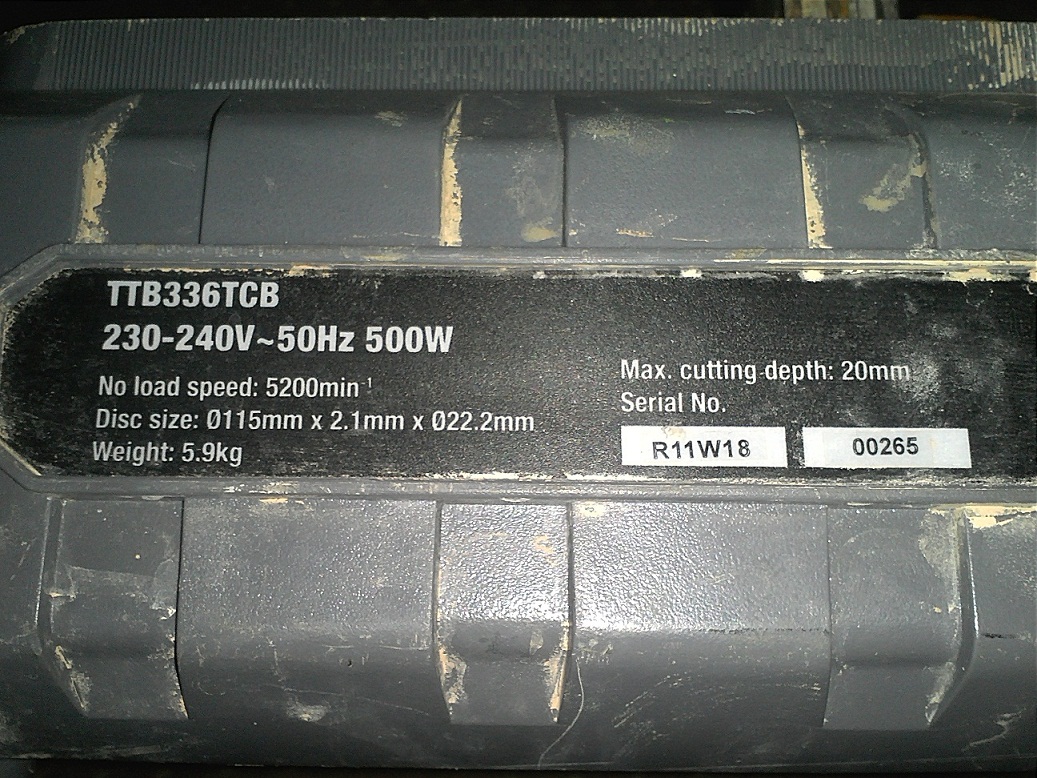 TTB336TCB
230-240V~50Hz 500W
No load speed: 5200min⁻¹
Disc size: Ø115mm x 2.1mm x Ø22.2mm
Weight: 5.9kg
Max. cutting depth: 20mm
Serial No.
R11W18 00265